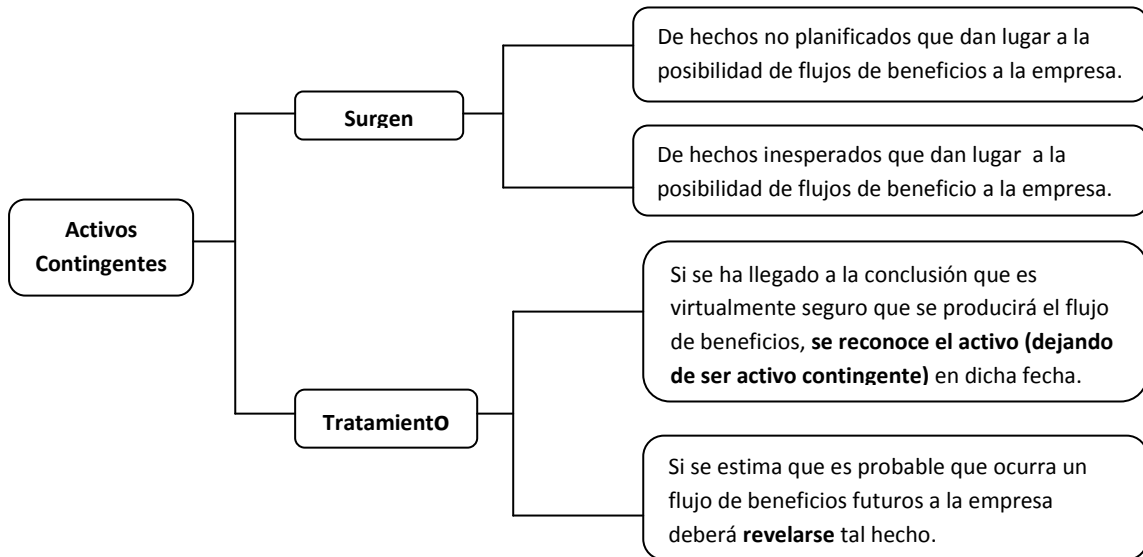 De hechos no planificados que dan lugar a la
posibilidad de flujos de beneficios a la empresa.
Surgen
De hechos inesperados que dan lugar a la
posibilidad de flujos de beneficio a la empresa.
Activos
Contingentes
Si se ha llegado a la conclusión que es
virtualmente seguro que se producirá el flujo
de beneficios, se reconoce el activo (dejando
de ser activo contingente) en dicha fecha.
Tratamiento
Si se estima que es probable que ocurra un
flujo de beneficios futuros a la empresa
deberá revelarse tal hecho.